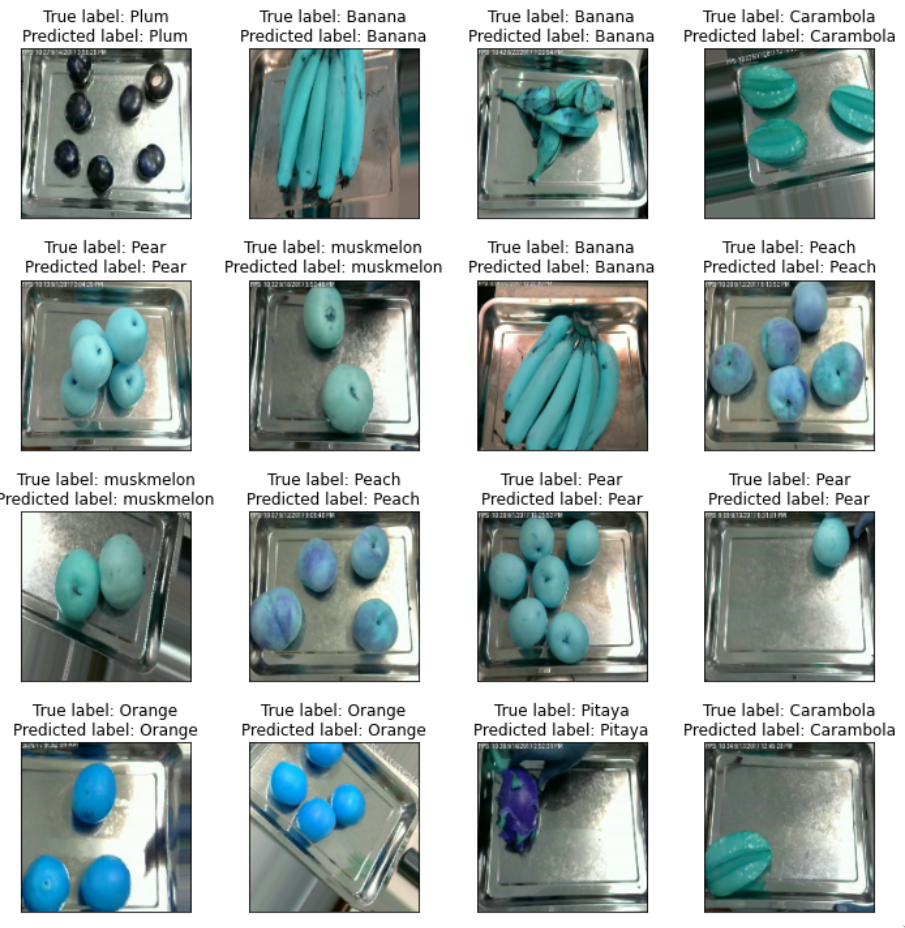 True label: Plum
Predicted label: Plum
True label: Banana
Predicted label: Banana
True label: Banana
Predicted label: Banana
True label: Carambola
Predicted label: Carambola
True label: Pear
Predicted label: Pear
True label: muskmelon
Predicted label: muskmelon
True label: Banana
Predicted label: Banana
True label: Peach
Predicted label: Peach
True label: muskmelon
Predicted label: muskmelon
True label: Peach
Predicted label: Peach
True label: Pear
Predicted label: Pear
True label: Pear
Predicted label: Pear
True label: Orange
Predicted label: Orange
True label: Orange
Predicted label: Orange
True label: Pitaya
Predicted label: Pitaya
True label: Carambola
Predicted label: Carambola